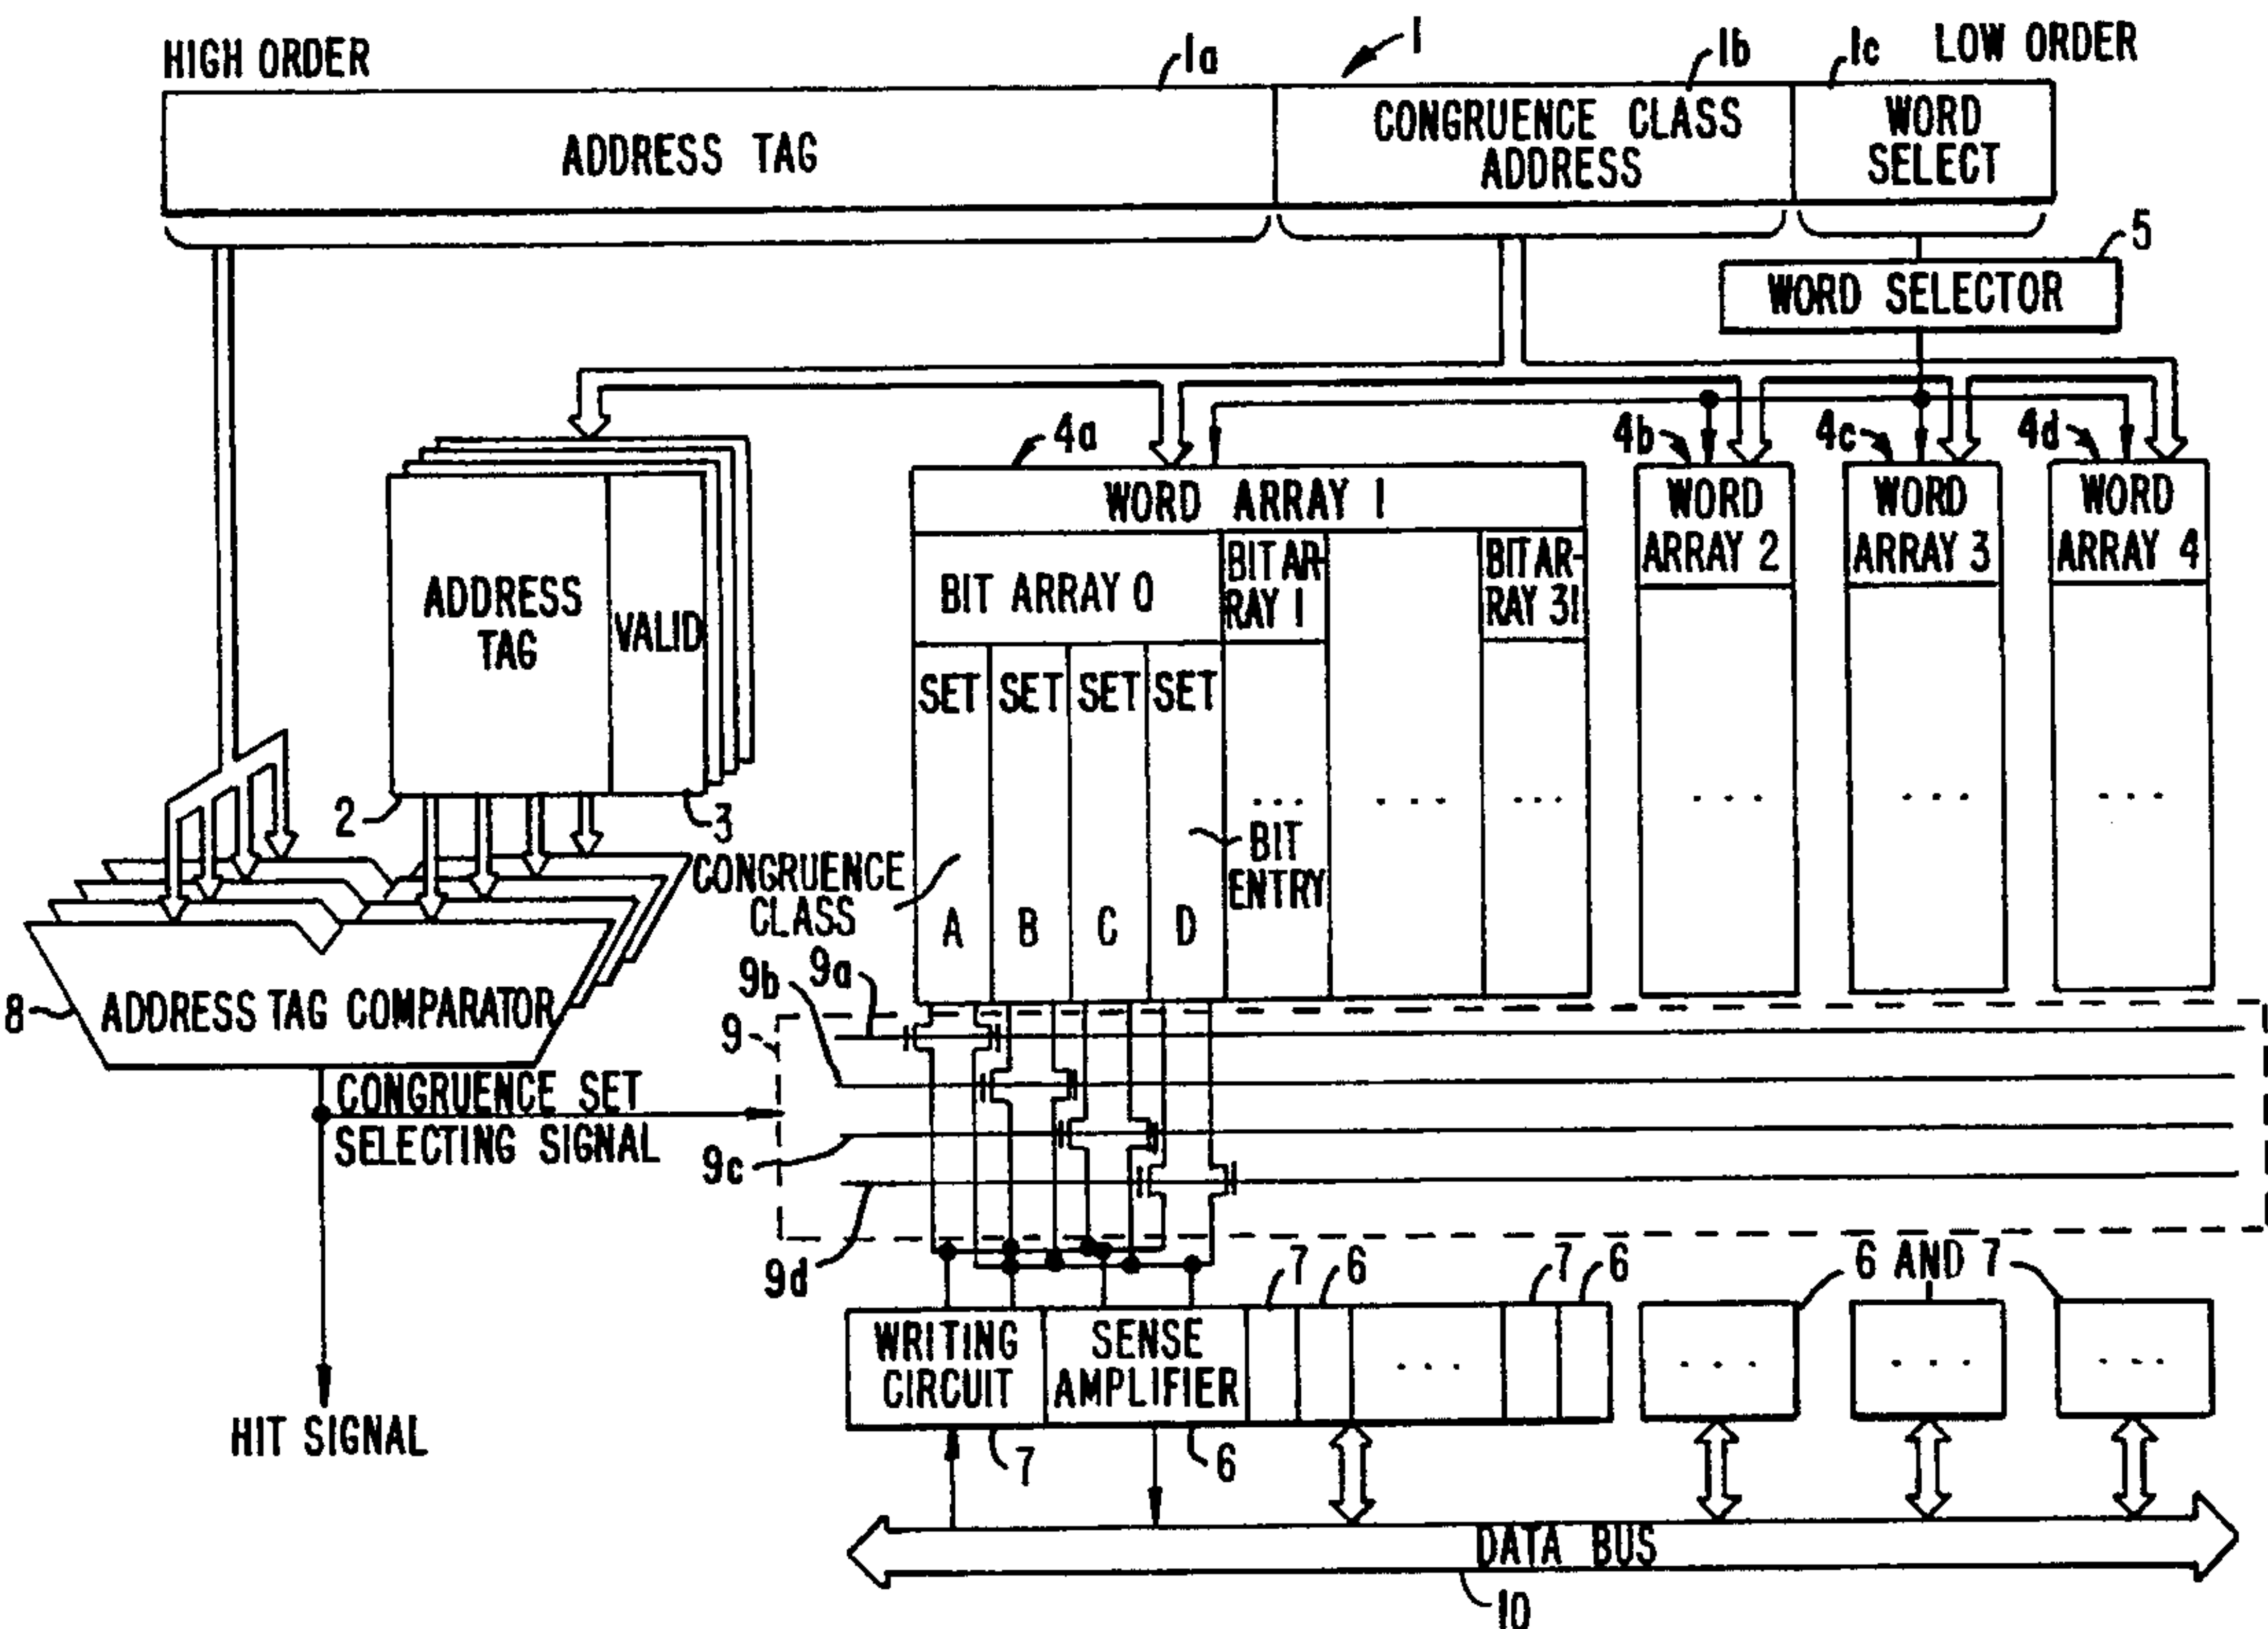 HIGH ORDER
1a
1
1b
1c
LOW ORDER
ADDRESS TAG
CONGRUENCE CLASS
ADDRESS
WORD
SELECT
5
WORD SELECTOR
4a
4b
4c
4d
WORD ARRAY 1
WORD
ARRAY 2
WORD
ARRAY 3
WORD
ARRAY 4
ADDRESS
TAG
VALID
BIT ARRAY 0
BIT AR-
RAY 1
BIT AR-
RAY 31
SET
SET
SET
SET
...
...
...
...
...
...
2
3
BIT
ENTRY
CONGRUENCE
CLASS
A
B
C
D
9a
9b
8
ADDRESS TAG COMPARATOR
9
CONGRUENCE SET
SELECTING SIGNAL
9c
9d
7
6
7
6
6 AND 7
WRITING
CIRCUIT
SENSE
AMPLIFIER
...
...
...
...
HIT SIGNAL
7
6
DATA BUS
10